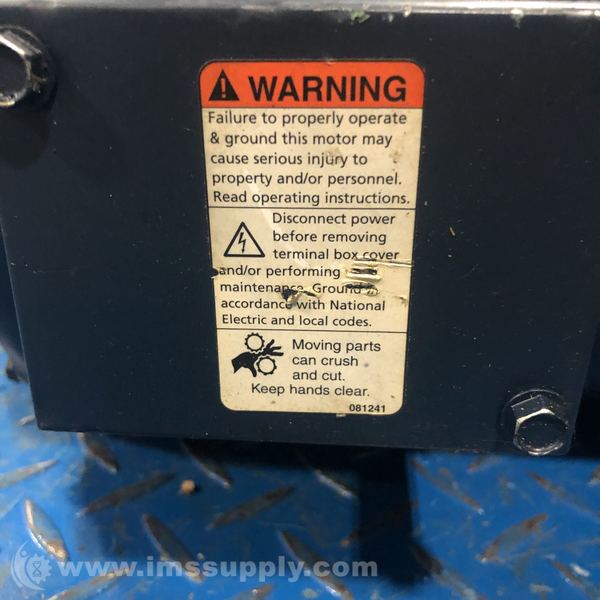 WARNING
Failure to properly operate
& ground this motor may
cause serious injury to
property and/or personnel.
Read operating instructions.
Disconnect power
before removing
terminal box cover
and/or performing
maintenance. Ground
accordance with National
Electric and local codes.
Moving parts
can crush
and cut.
Keep hands clear.
081241
www.imssupply.com